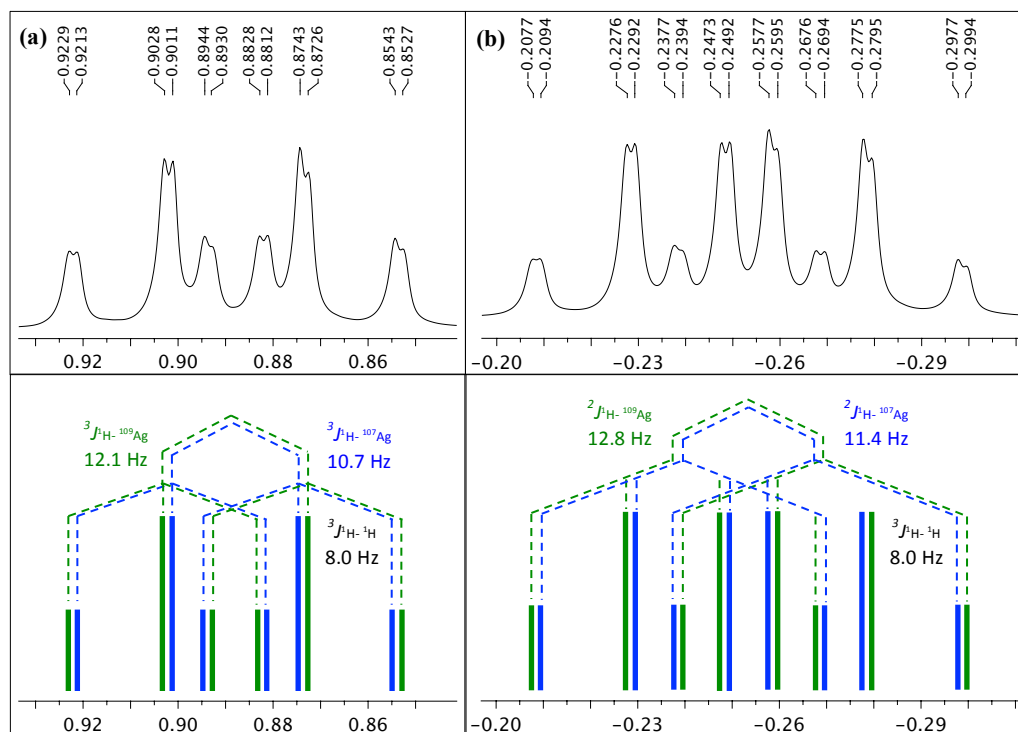 (a)
0.9229
0.9213
0.9028
0.9011
0.8944
0.8930
0.8828
0.8812
0.8743
0.8726
0.8543
0.8527
0.92 0.90 0.88 0.86
(b)
−0.2077
−0.2094
−0.2276
−0.2292
−0.2377
−0.2394
−0.2473
−0.2492
−0.2577
−0.2595
−0.2676
−0.2694
−0.2775
−0.2795
−0.2977
−0.2994
−0.20 −0.23 −0.26 −0.29
³J¹H- ¹⁰⁹Ag
12.1 Hz
³J¹H- ¹⁰⁷Ag
10.7 Hz
³J¹H- ¹H
8.0 Hz
0.92 0.90 0.88 0.86
²J¹H- ¹⁰⁹Ag
12.8 Hz
²J¹H- ¹⁰⁷Ag
11.4 Hz
³J¹H- ¹H
8.0 Hz
−0.20 −0.23 −0.26 −0.29